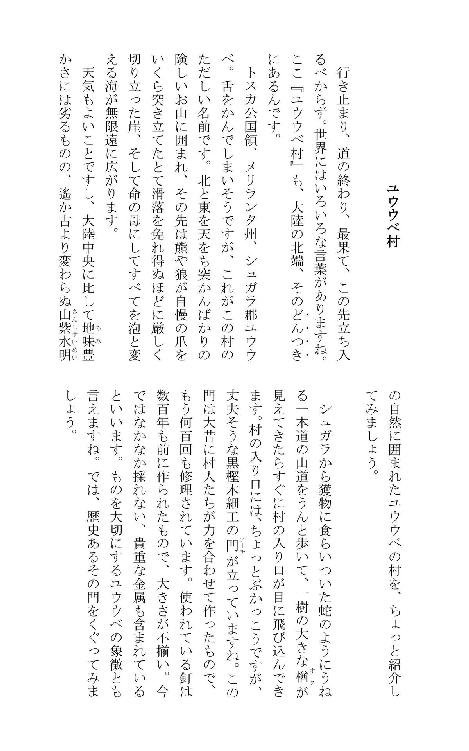 ユウウベ村
行き止まり、道の終わり、最果て、この先立ち入
るべからず。世界にはいろいろな言葉がありますね。
ここ『ユウウベ村』も、大陸の北端、そのどんつき
にあるんです。
トスカ公国領、メリランタ州、シュガラ郡ユウウ
ベ。舌をかんでしまいそうですが、これがこの村の
ただしい名前です。北と東を天をも突かんばかりの
険しいお山に囲まれ、その先は熊や狼が自慢の爪を
いくら突き立てたとて滑落を免れ得ぬほどに厳しく
切り立った崖、そして命の母にしてすべてを泡と変
える海が無限遠に広がります。
天気もよいことですし、大陸中央に比して地味豊
かさには劣るものの、遙か古より変わらぬ山紫水明
の自然に囲まれたユウウベの村を、ちょっと紹介し
てみましょう。
シュガラから獲物に食らいついた蛇のようにうね
る一本道の山道をうんと歩いて、一樹の大きな楢が
見えてきたらすぐに村の入り口が目に飛び込んでき
ます。村の入り口には、ちょっとぶかっこうですが、
丈夫そうな黒樫木細工の門が立っていますね。この
門は大昔に村人たちが力を合わせて作ったもので、
もう何百回も修理されています。使われている釘は
数百年も前に作られたもので、大きさが不揃い。今
ではなかなか採れない、貴重な金属も含まれている
といいます。ものを大切にするユウウベの象徴とも
言えますね。では、歴史あるその門をくぐってみま
しょう。